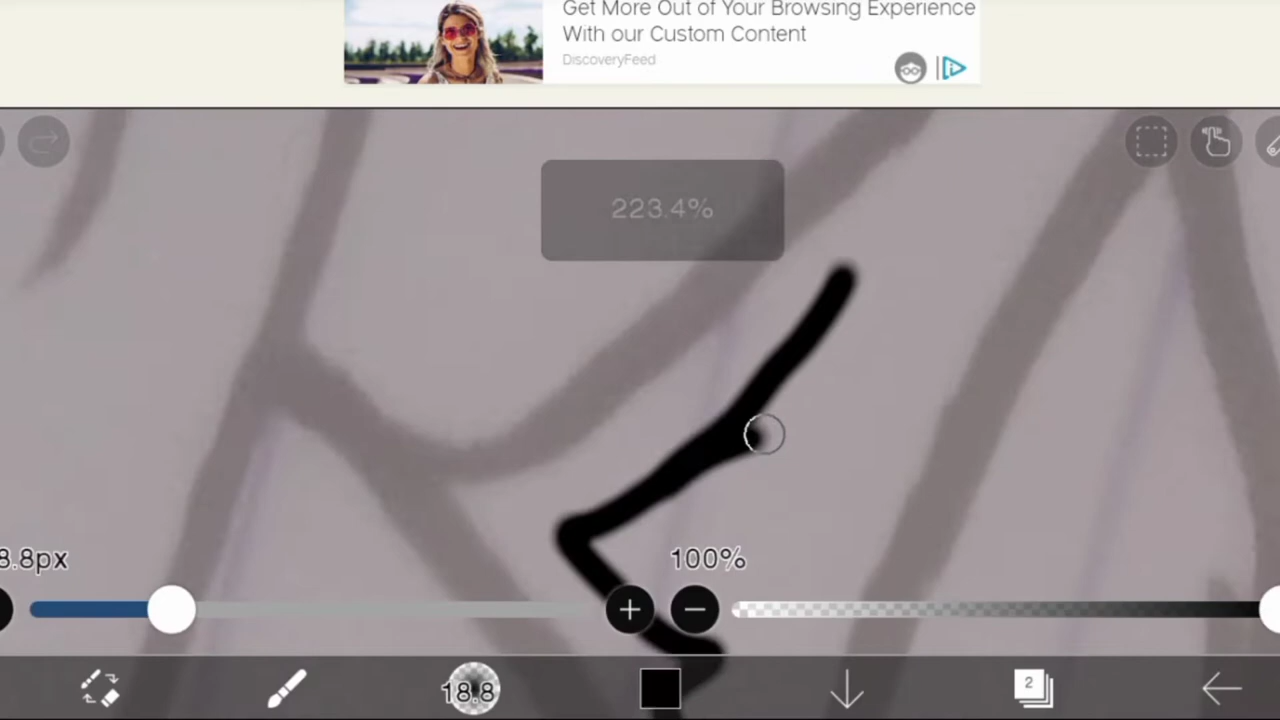 Get More Out of Your Browsing Experience
With our Custom Content
DiscoveryFeed
223.4%
8.8px
100%
18.8
2